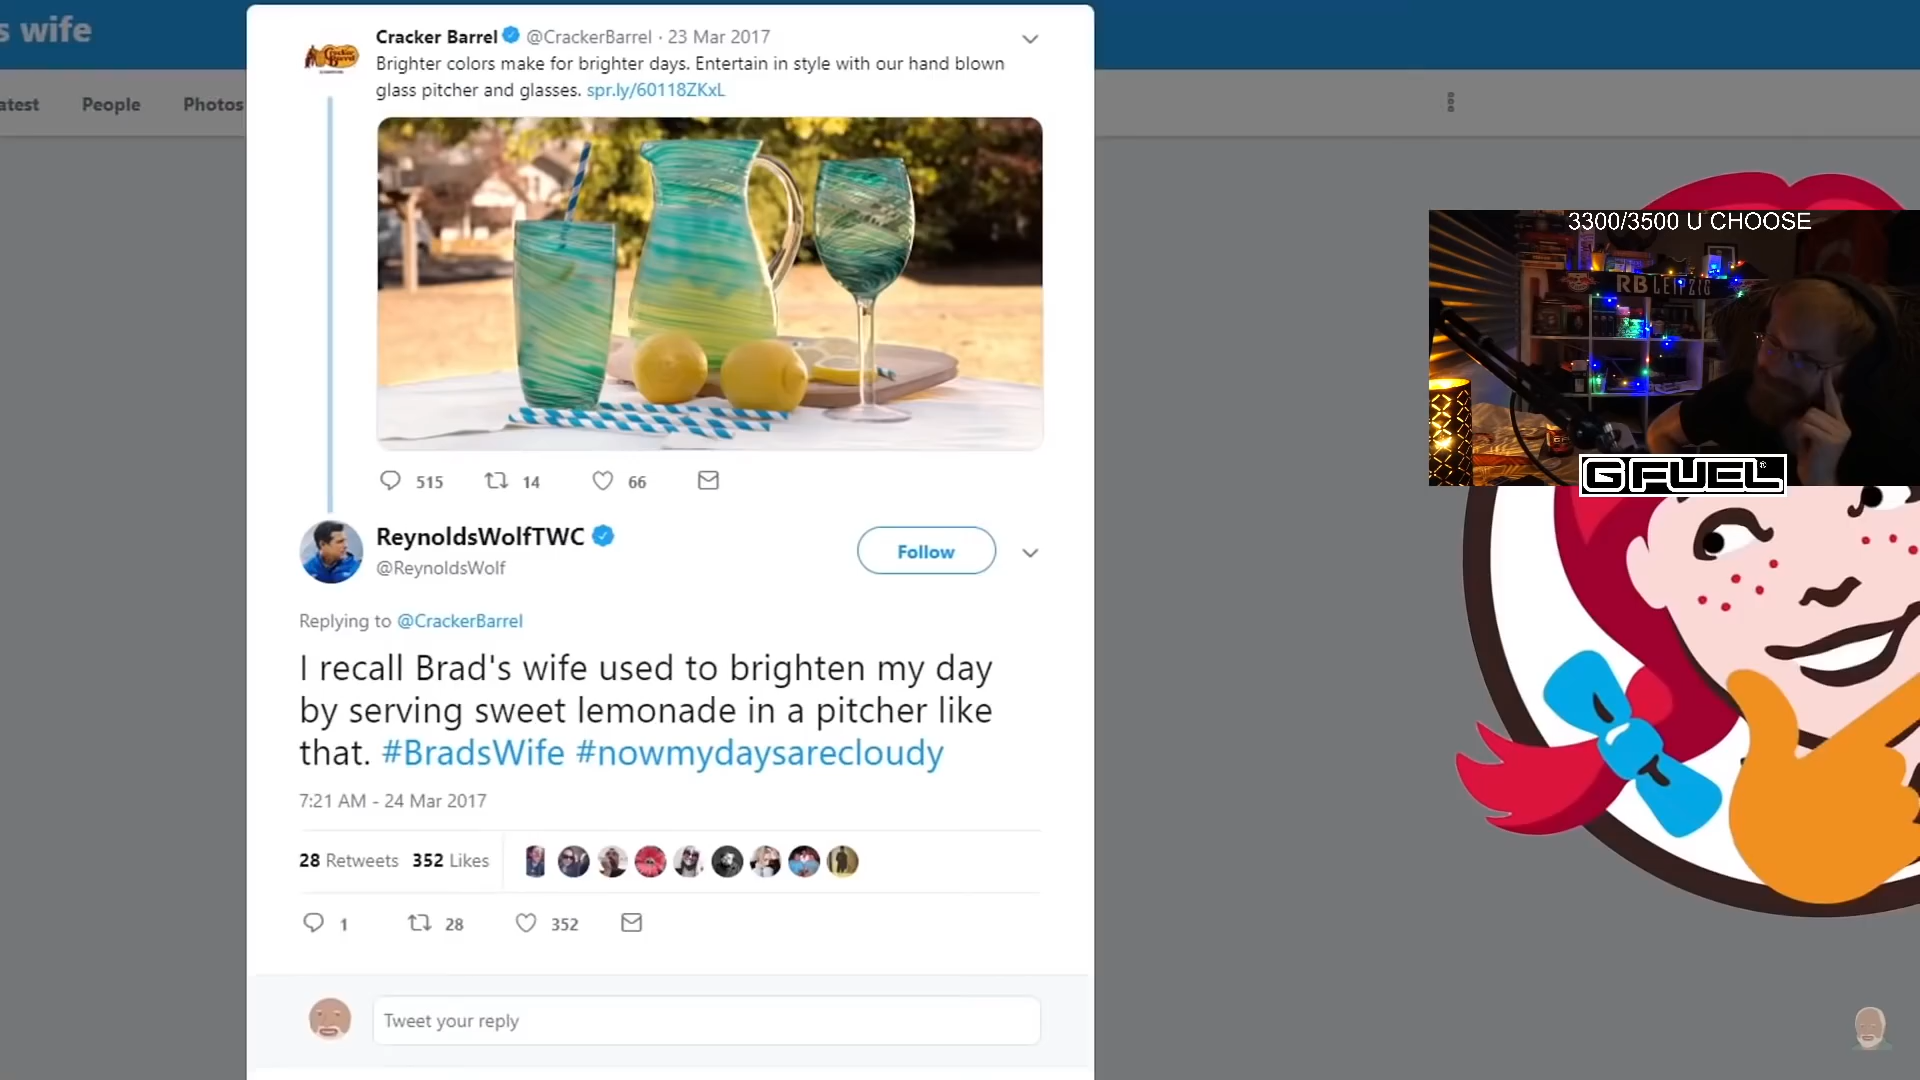 s wife
atest People Photos
Cracker Barrel @CrackerBarrel · 23 Mar 2017
Brighter colors make for brighter days. Entertain in style with our hand blown
glass pitcher and glasses. spr.ly/60118ZKxL
Cracker
Barrel
515 14 66
3300/3500 U CHOOSE
RB LEIPZIG
G FUEL
ReynoldsWolfTWC
@ReynoldsWolf
Follow
Replying to @CrackerBarrel
I recall Brad's wife used to brighten my day
by serving sweet lemonade in a pitcher like
that. #BradsWife #nowmydaysarecloudy
7:21 AM - 24 Mar 2017
28 Retweets 352 Likes
1 28 352
Tweet your reply